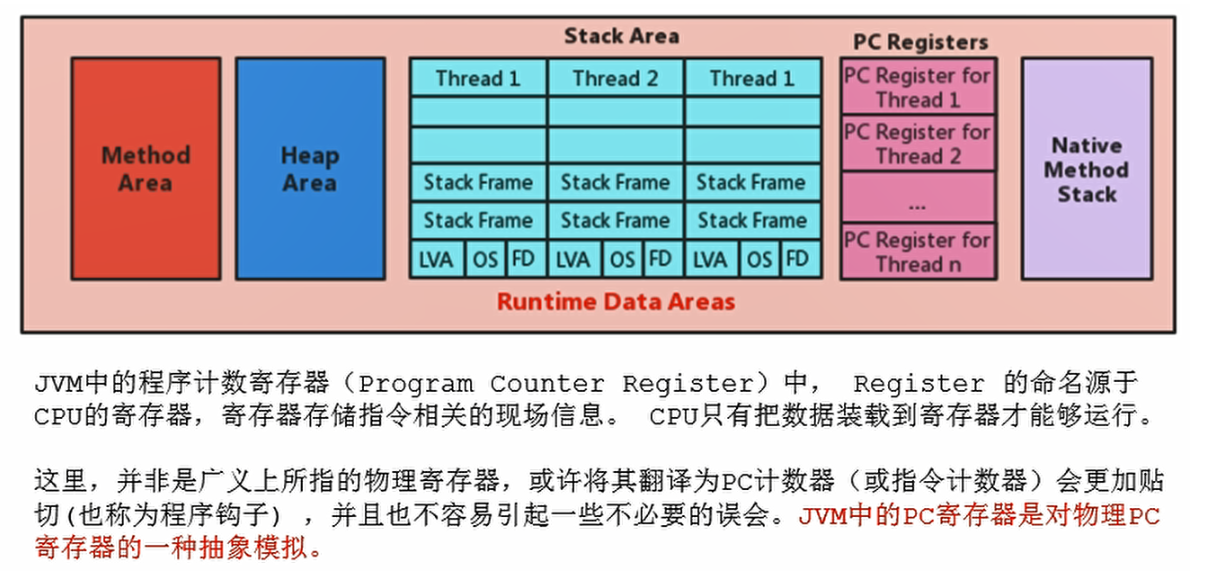 Stack Area
PC Registers
Method
Area
Heap
Area
Thread 1
Thread 2
Thread 1
Stack Frame
Stack Frame
Stack Frame
Stack Frame
Stack Frame
Stack Frame
LVA
OS
FD
LVA
OS
FD
LVA
OS
FD
PC Register for
Thread 1
PC Register for
Thread 2
...
PC Register for
Thread n
Native
Method
Stack
Runtime Data Areas
JVM中的程序计数寄存器（Program Counter Register）中， Register 的命名源于
CPU的寄存器，寄存器存储指令相关的现场信息。 CPU只有把数据装载到寄存器才能够运行。
这里，并非是广义上所指的物理寄存器，或许将其翻译为PC计数器（或指令计数器）会更加贴
切(也称为程序钩子) ，并且也不容易引起一些不必要的误会。JVM中的PC寄存器是对物理PC
寄存器的一种抽象模拟。